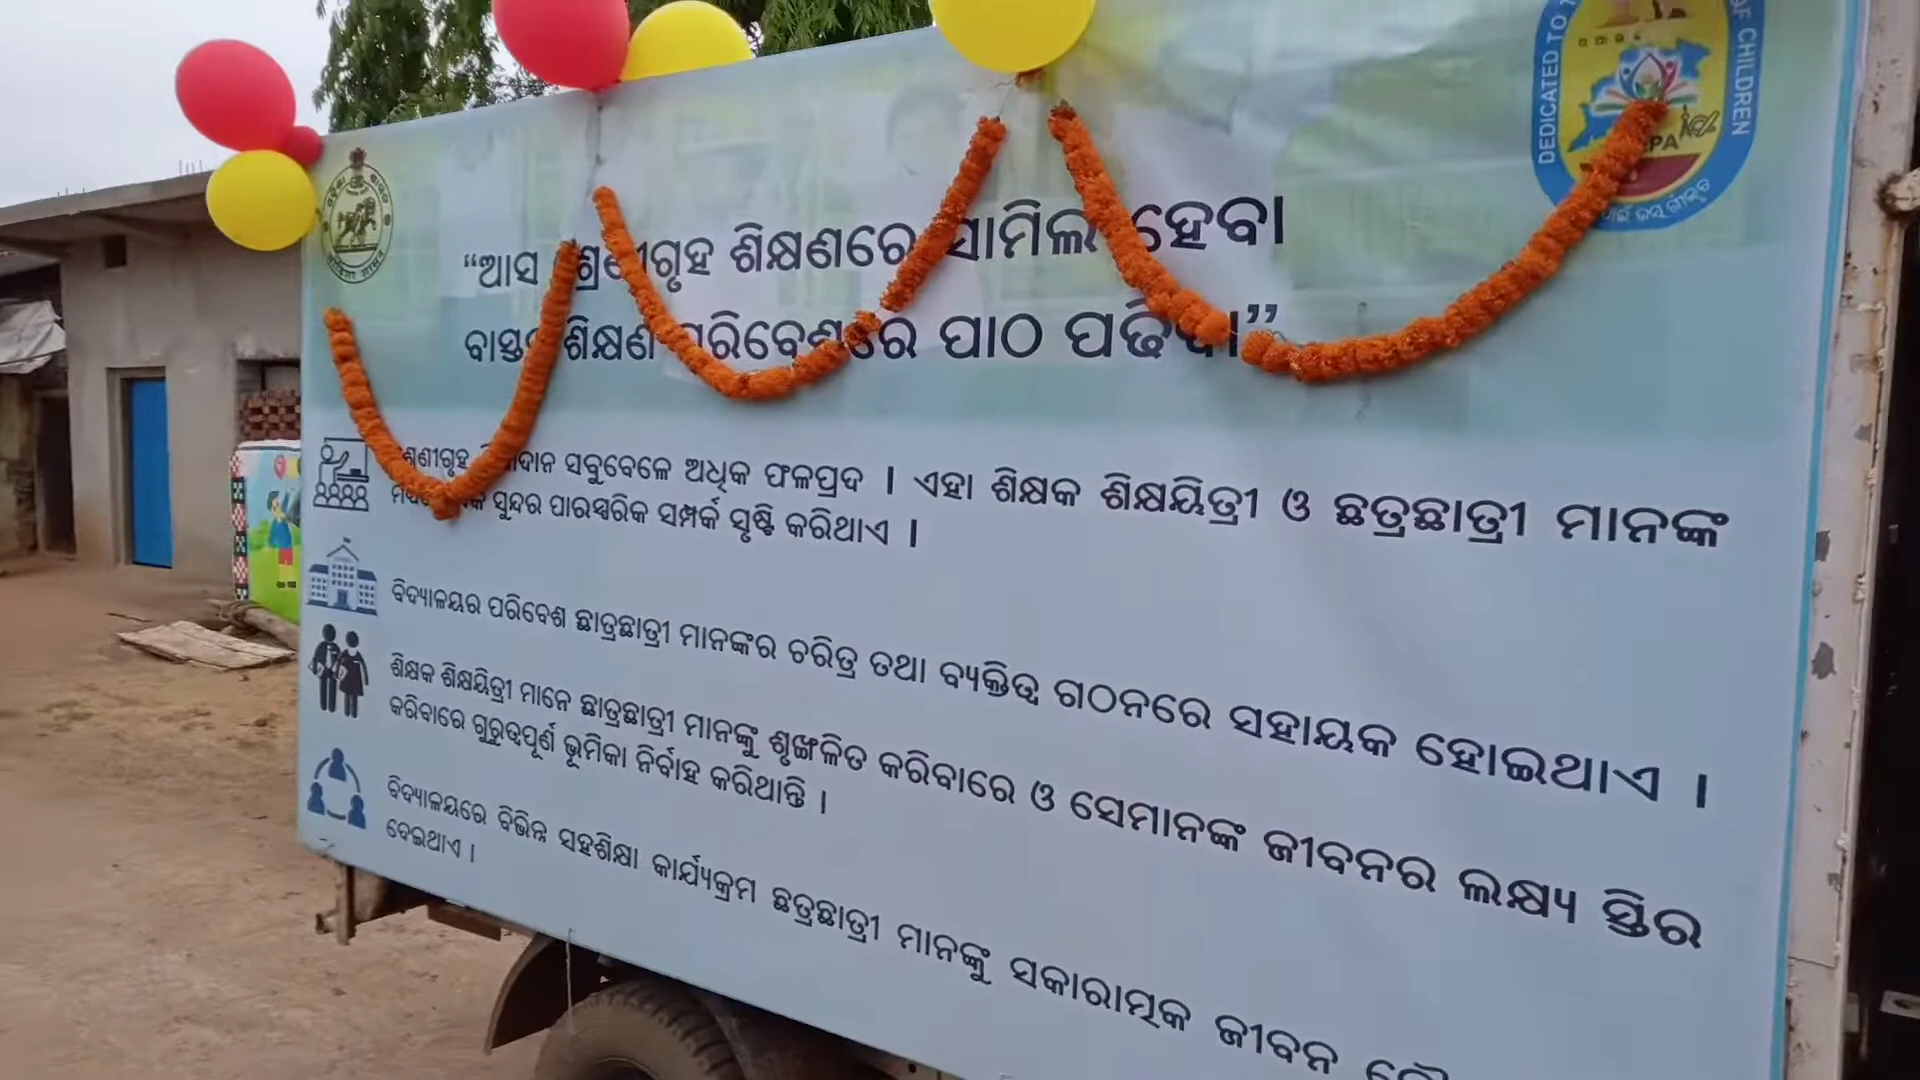 DEDICATED TO
OF CHILDREN
“ଆସ ଶ୍ରେଣୀଗୃହ ଶିକ୍ଷଣରେ ସାମିଲ ହେବା
ବାସ୍ତବ ଶିକ୍ଷଣ ପରିବେଶରେ ପାଠ ପଢିବା”
ଶ୍ରେଣୀଗୃହ ସବୁବେଳେ ଅଧିକ ଫଳପ୍ରଦ । ଏହା ଶିକ୍ଷକ ଶିକ୍ଷୟିତ୍ରୀ ଓ ଛତ୍ରଛାତ୍ରୀ ମାନଙ୍କ
ସୁନ୍ଦର ପାରସ୍ପରିକ ସମ୍ପର୍କ ସୃଷ୍ଟି କରିଥାଏ ।
ବିଦ୍ୟାଳୟର ପରିବେଶ ଛାତ୍ରଛାତ୍ରୀ ମାନଙ୍କର ଚରିତ୍ର ତଥା ବ୍ୟକ୍ତିତ୍ୱ ଗଠନରେ ସହାୟକ ହୋଇଥାଏ ।
ଶିକ୍ଷକ ଶିକ୍ଷୟିତ୍ରୀ ମାନେ ଛାତ୍ରଛାତ୍ରୀ ମାନଙ୍କୁ ଶୃଙ୍ଖଳିତ କରିବାରେ ଓ ସେମାନଙ୍କ ଜୀବନର ଲକ୍ଷ୍ୟ ସ୍ତିର
କରିବାରେ ଗୁରୁତ୍ୱପୂର୍ଣ ଭୂମିକା ନିର୍ବାହ କରିଥାନ୍ତି ।
ବିଦ୍ୟାଳୟରେ ବିଭିନ୍ନ ସହଶିକ୍ଷା କାର୍ଯ୍ୟକ୍ରମ ଛତ୍ରଛାତ୍ରୀ ମାନଙ୍କୁ ସକାରାତ୍ମକ ଜୀବନ
ଦେଇଥାଏ ।